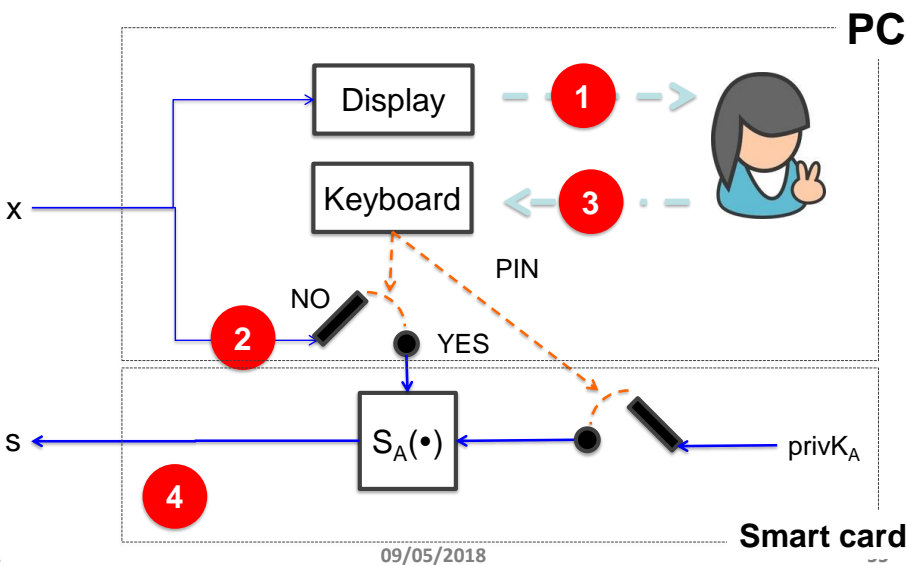 PC
Display
1
Keyboard
3
x
PIN
NO
2
YES
S_A(•)
s
privK_A
4
Smart card
09/05/2018